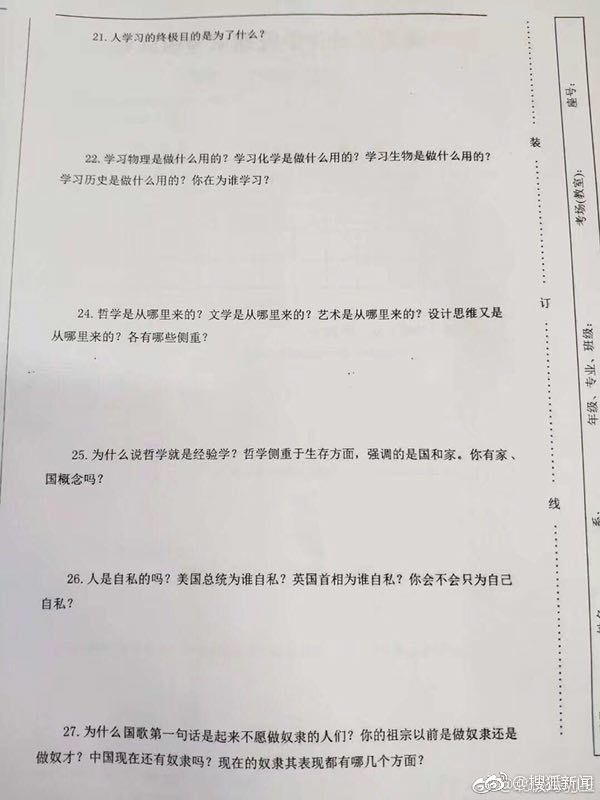 21.人学习的终极目的是为了什么？
22.学习物理是做什么用的？学习化学是做什么用的？学习生物是做什么用的？
学习历史是做什么用的？你在为谁学习？
24.哲学是从哪里来的？文学是从哪里来的？艺术是从哪里来的？设计思维又是
从哪里来的？各有哪些侧重？
25.为什么说哲学就是经验学？哲学侧重于生存方面，强调的是国和家。你有家、
国概念吗？
26.人是自私的吗？美国总统为谁自私？英国首相为谁自私？你会不会只为自己
自私？
27.为什么国歌第一句话是起来不愿做奴隶的人们？你的祖宗以前是做奴隶还是
做奴才？中国现在还有奴隶吗？现在的奴隶其表现都有哪几个方面？
装
订
线
座号：
考场(教室)：
年级、专业、班级：
系：
@搜狐新闻